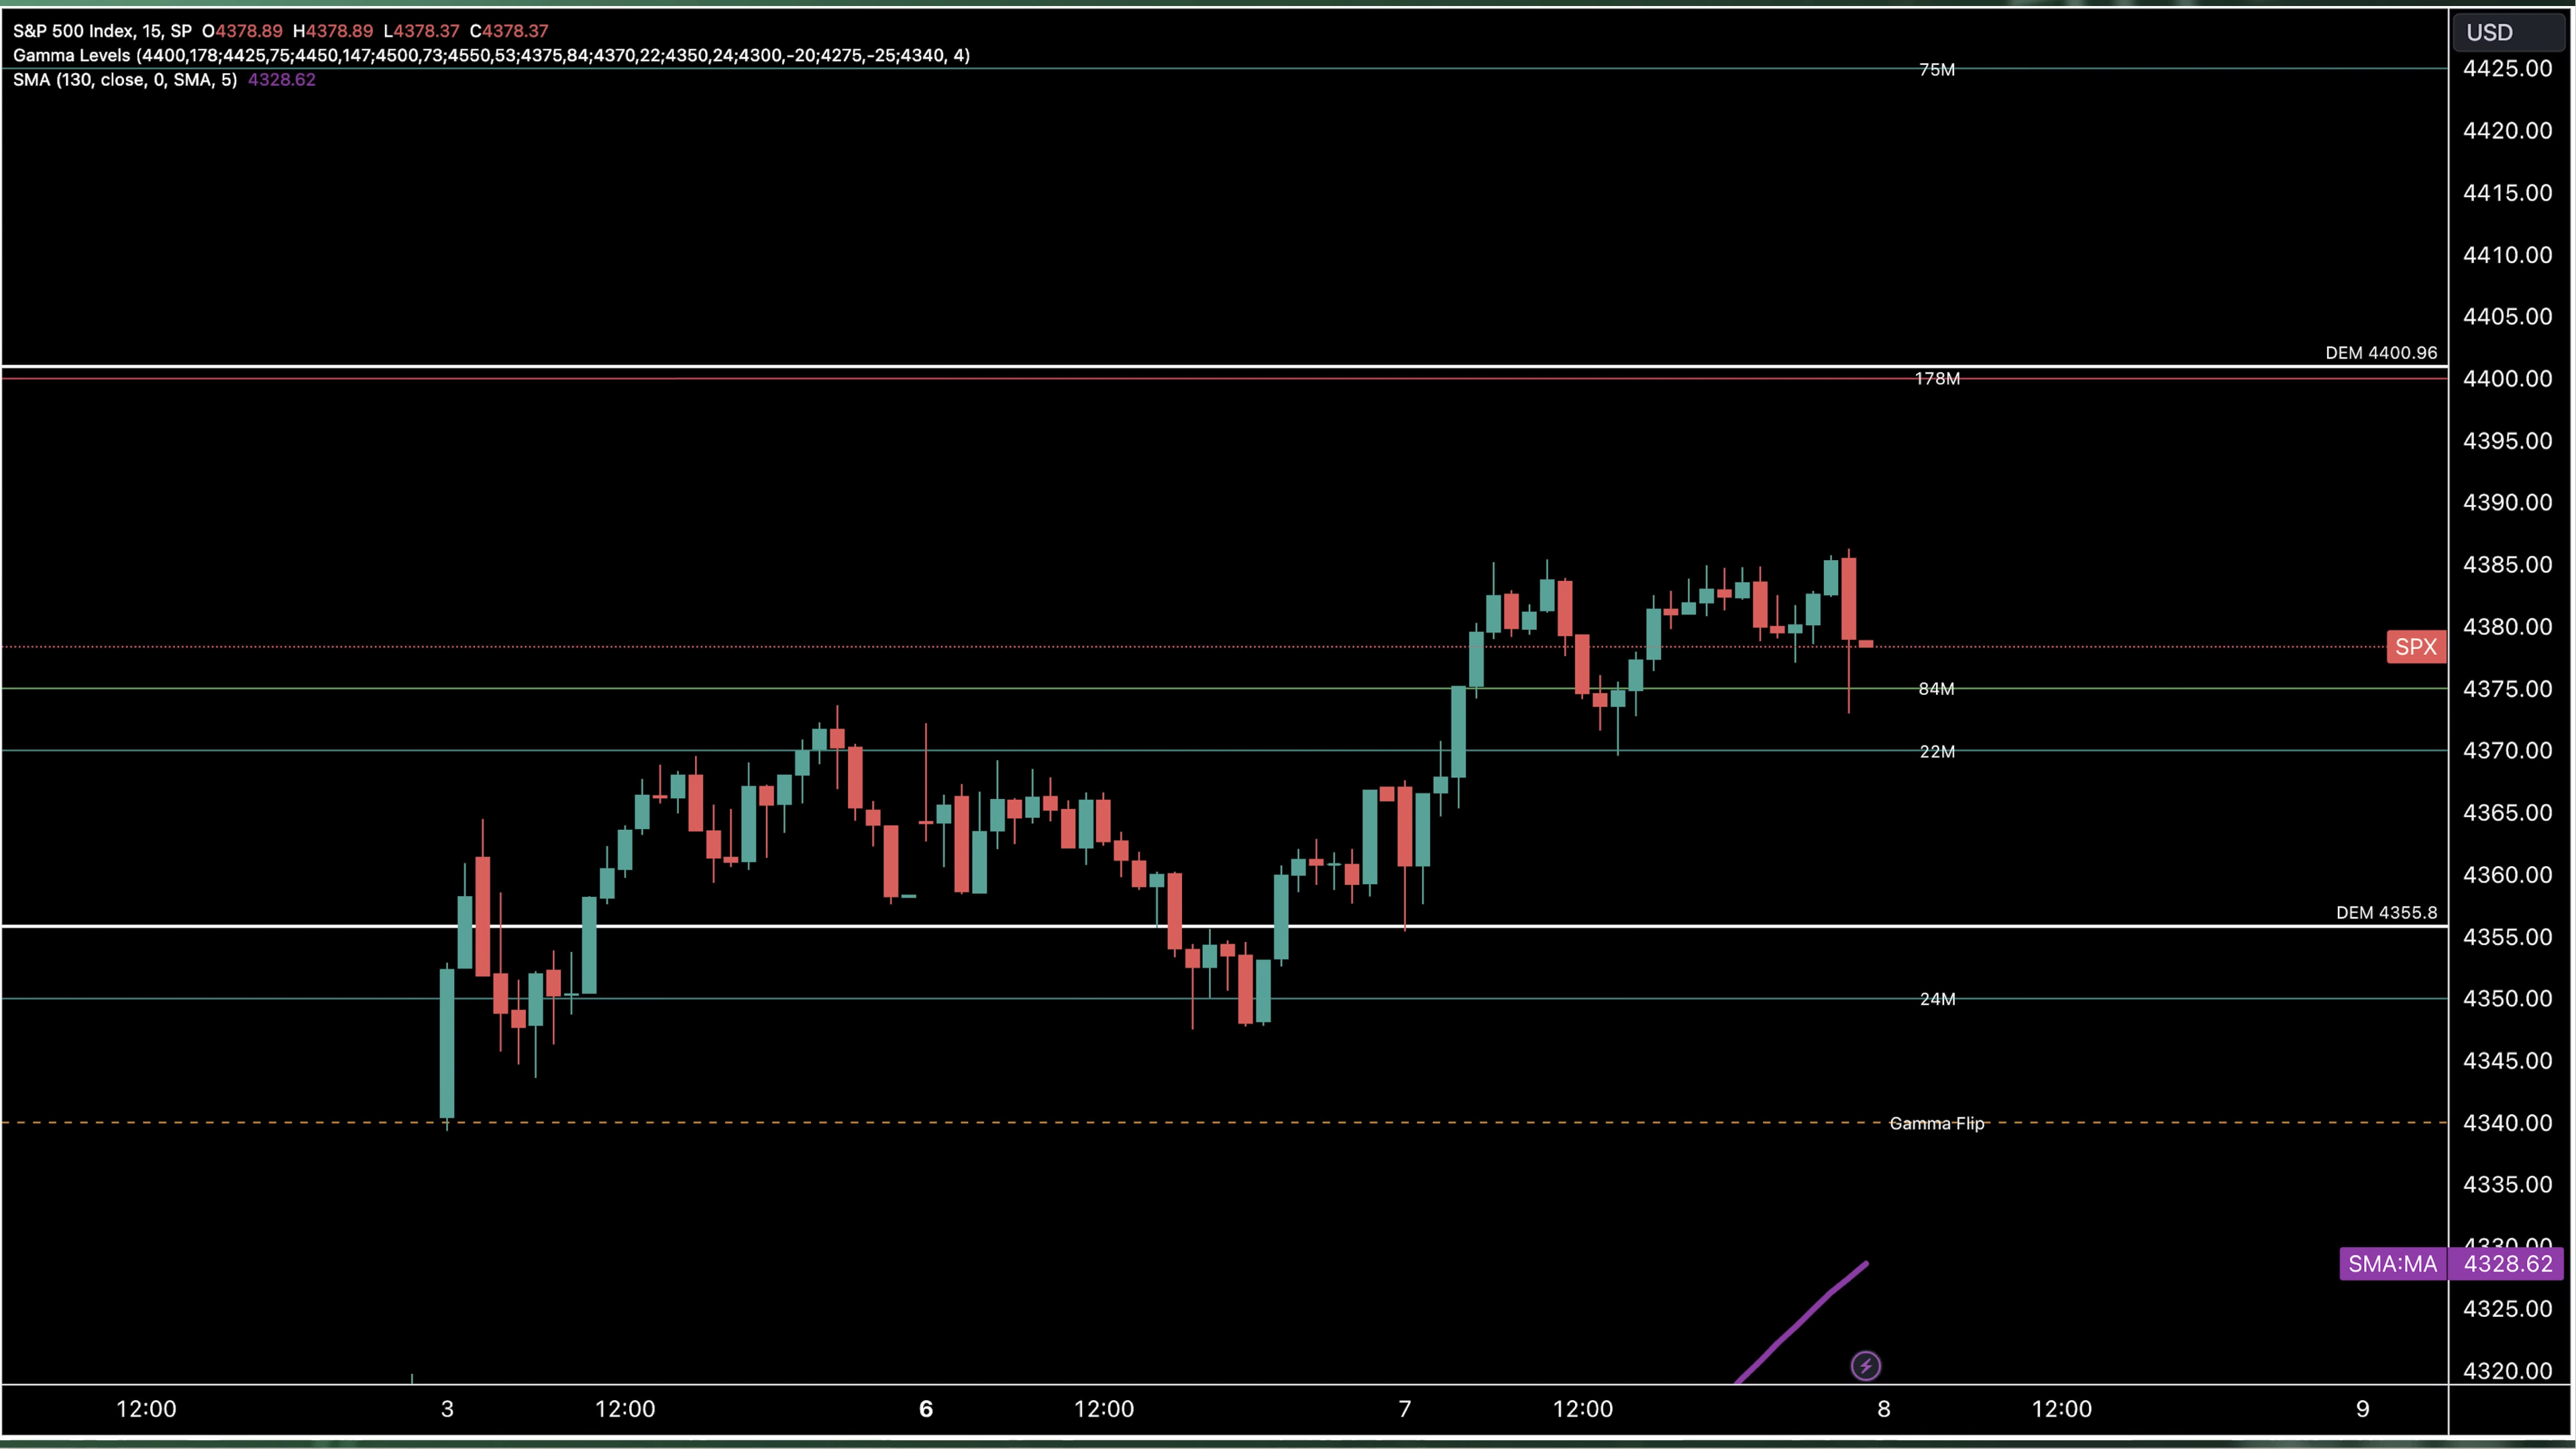 S&P 500 Index, 15, SP O4378.89 H4378.89 L4378.37 C4378.37
USD
Gamma Levels (4400,178;4425,75;4450,147;4500,73;4550,53;4375,84;4370,22;4350,24;4300,-20;4275,-25;4340, 4)
75M
4425.00
SMA (130, close, 0, SMA, 5) 4328.62
4420.00
4415.00
4410.00
4405.00
DEM 4400.96
178M
4400.00
4395.00
4390.00
4385.00
4380.00
SPX
84M
4375.00
22M
4370.00
4365.00
4360.00
DEM 4355.8
4355.00
24M
4350.00
4345.00
Gamma Flip
4340.00
4335.00
4330.00
SMA:MA 4328.62
4325.00
4320.00
12:00 3 12:00 6 12:00 7 12:00 8 12:00 9